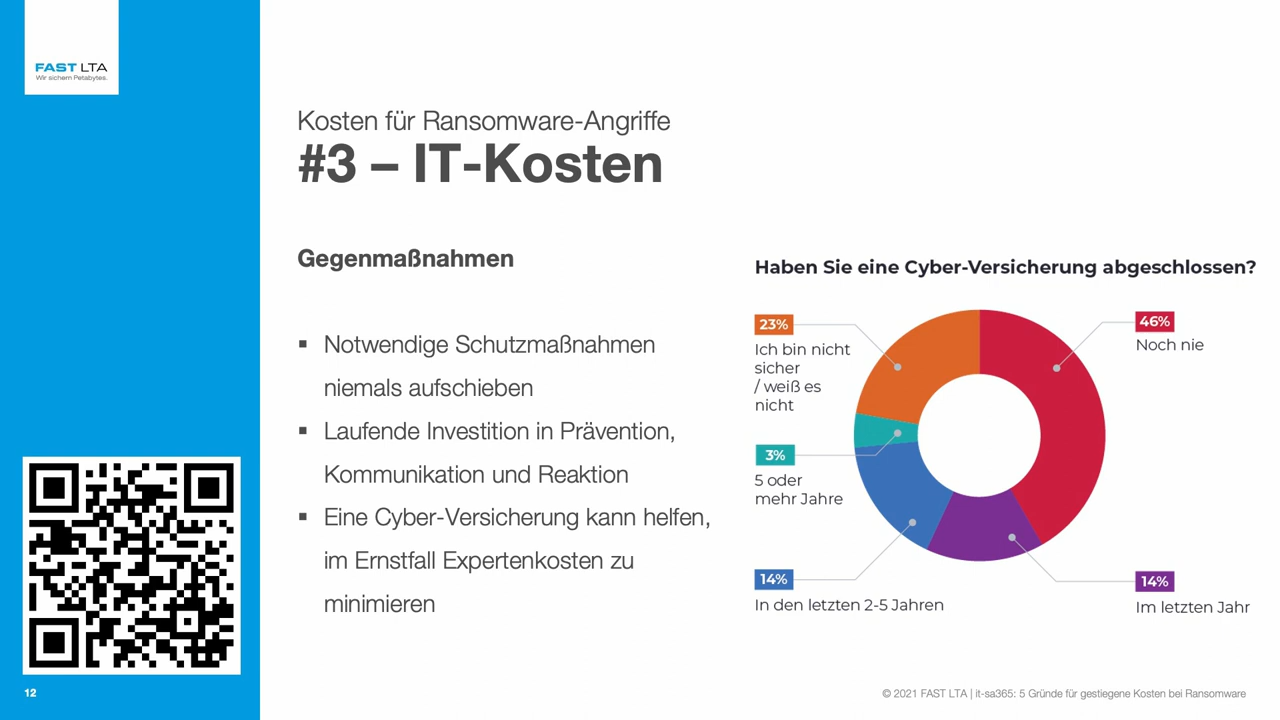 FAST LTA
Wir sichern Petabytes.
Kosten für Ransomware-Angriffe
#3 – IT-Kosten
Gegenmaßnahmen
▪ Notwendige Schutzmaßnahmen
niemals aufschieben
▪ Laufende Investition in Prävention,
Kommunikation und Reaktion
▪ Eine Cyber-Versicherung kann helfen,
im Ernstfall Expertenkosten zu
minimieren
Haben Sie eine Cyber-Versicherung abgeschlossen?
23%
Ich bin nicht
sicher
/ weiß es
nicht
46%
Noch nie
3%
5 oder
mehr Jahre
14%
In den letzten 2-5 Jahren
14%
Im letzten Jahr
12
© 2021 FAST LTA | it-sa365: 5 Gründe für gestiegene Kosten bei Ransomware